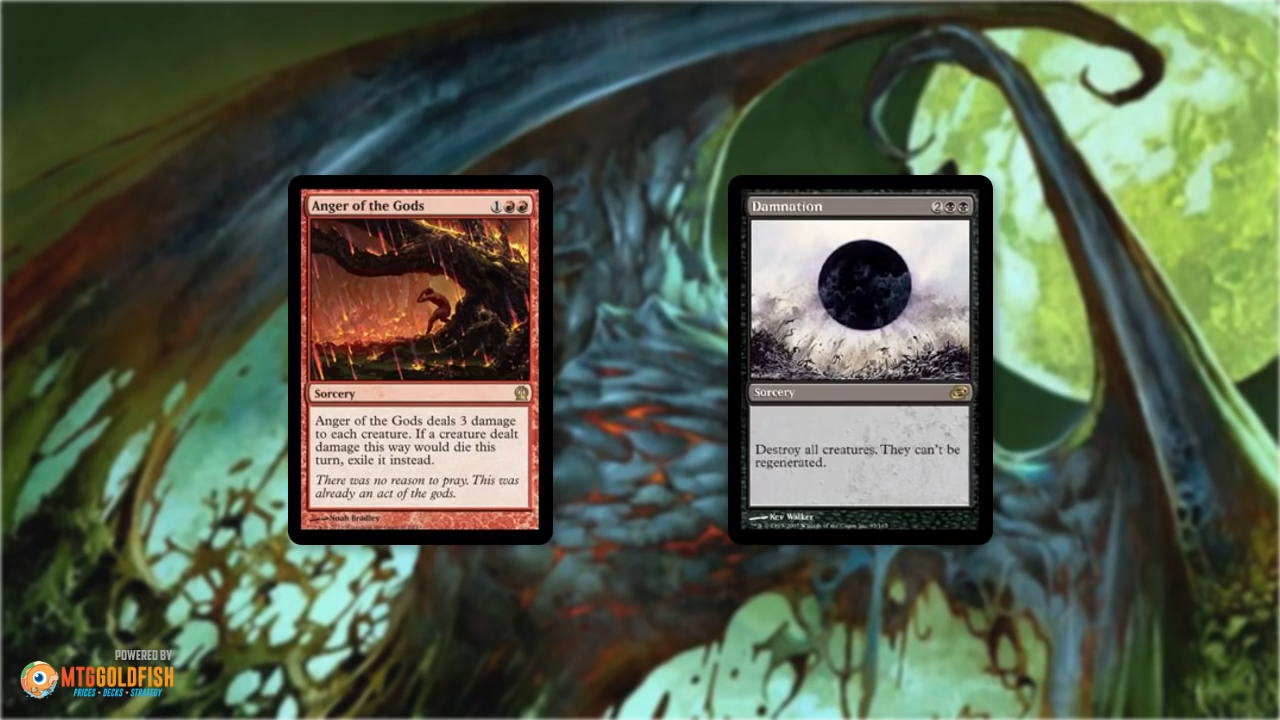 Anger of the Gods
1
Sorcery
Anger of the Gods deals 3 damage
to each creature. If a creature dealt
damage this way would die this
turn, exile it instead.
There was no reason to pray. This was
already an act of the gods.
Noah Bradley
Damnation
2
Sorcery
Destroy all creatures. They can't be
regenerated.
Kev Walker
POWERED BY
MTGGOLDFISH
PRICES • DECKS • STRATEGY